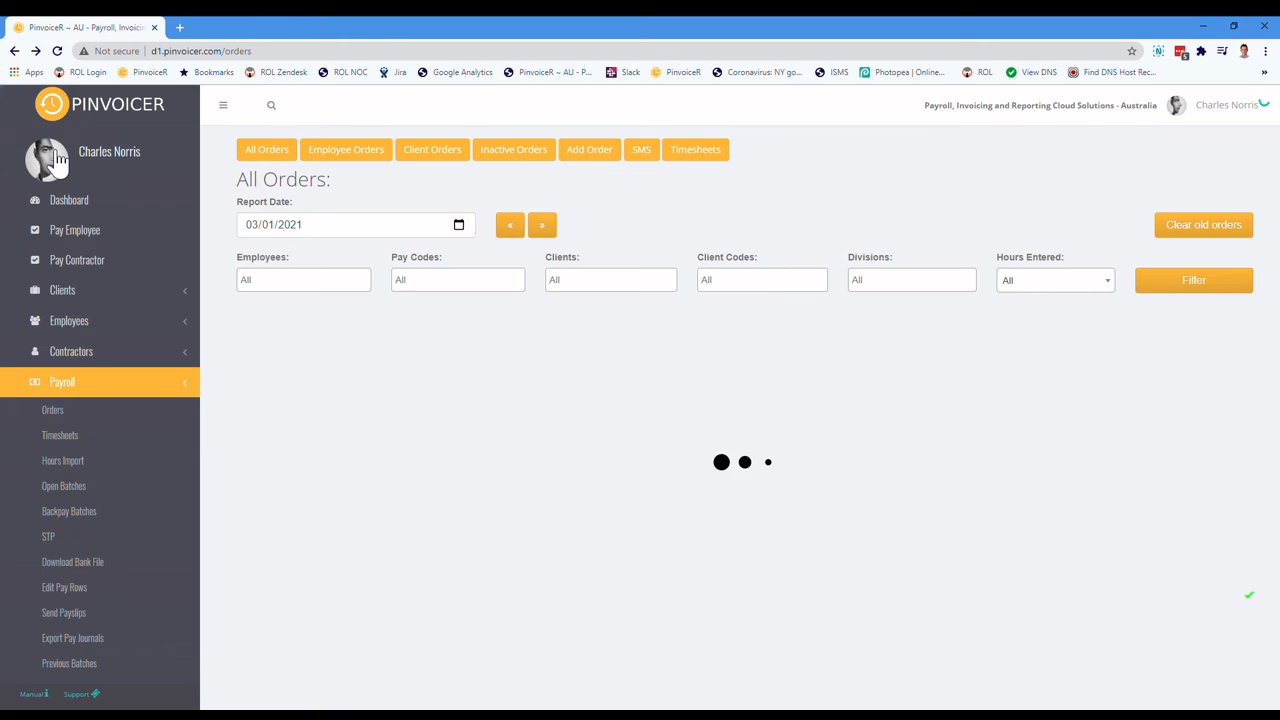 PinvoiceR ~ AU - Payroll, Invoicin
Not secure d1.pinvoicer.com/orders
Apps ROL Login PinvoiceR Bookmarks ROL Zendesk ROL NOC Jira Google Analytics PinvoiceR ~ AU - P... Slack PinvoiceR Coronavirus: NY go... ISMS Photopea | Online... ROL View DNS Find DNS Host Rec... »
PINVOICER
Payroll, Invoicing and Reporting Cloud Solutions - Australia Charles Norris
Charles Norris
Dashboard
Pay Employee
Pay Contractor
Clients
Employees
Contractors
Payroll
Orders
Timesheets
Hours Import
Open Batches
Backpay Batches
STP
Download Bank File
Edit Pay Rows
Send Payslips
Export Pay Journals
Previous Batches
Manual Support
All Orders Employee Orders Client Orders Inactive Orders Add Order SMS Timesheets
All Orders:
Report Date:
03/01/2021 « » Clear old orders
Employees: Pay Codes: Clients: Client Codes: Divisions: Hours Entered:
All All All All All All Filter